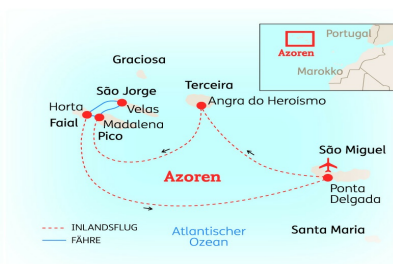 Portugal
Azoren
Marokko
Graciosa
São Jorge
Velas
Horta
Faial
Madalena
Pico
Terceira
Angra do Heroísmo
São Miguel
Ponta
Delgada
Azoren
Santa Maria
Atlantischer
Ozean
INLANDSFLUG
FÄHRE